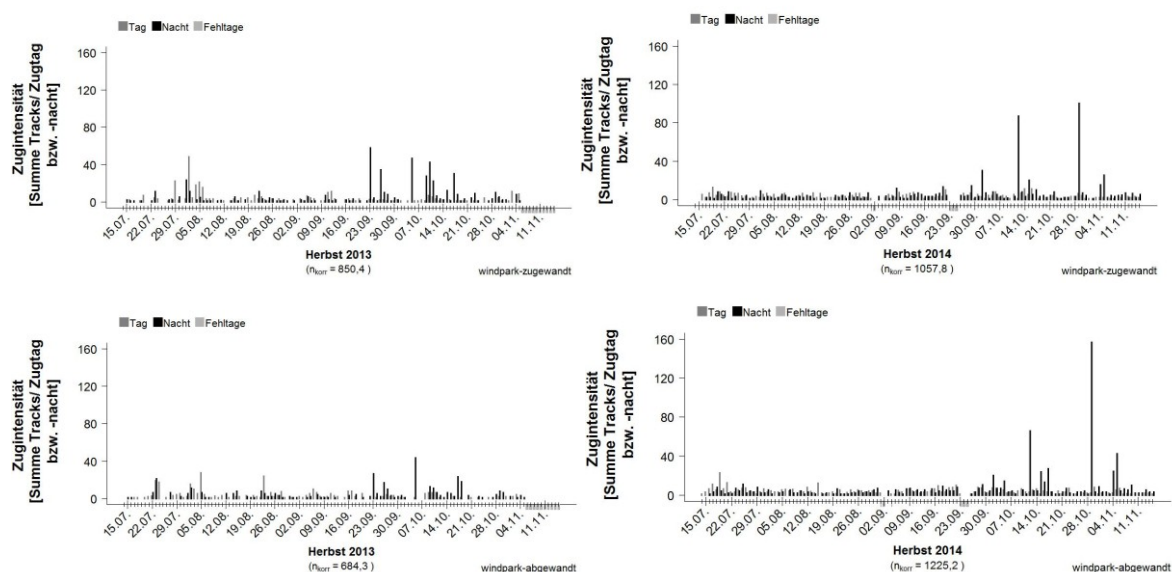 Tag Nacht Fehltage
Zugintensität
[Summe Tracks/ Zugtag
bzw. -nacht]
160
120
80
40
0
15.07. 22.07. 29.07. 05.08. 12.08. 19.08. 26.08. 02.09. 09.09. 16.09. 23.09. 30.09. 07.10. 14.10. 21.10. 28.10. 04.11. 11.11.
Herbst 2013
(nkorr = 850,4)
windpark-zugewandt
Tag Nacht Fehltage
Zugintensität
[Summe Tracks/ Zugtag
bzw. -nacht]
160
120
80
40
0
15.07. 22.07. 29.07. 05.08. 12.08. 19.08. 26.08. 02.09. 09.09. 16.09. 23.09. 30.09. 07.10. 14.10. 21.10. 28.10. 04.11. 11.11.
Herbst 2014
(nkorr = 1057,8)
windpark-zugewandt
Tag Nacht Fehltage
Zugintensität
[Summe Tracks/ Zugtag
bzw. -nacht]
160
120
80
40
0
15.07. 22.07. 29.07. 05.08. 12.08. 19.08. 26.08. 02.09. 09.09. 16.09. 23.09. 30.09. 07.10. 14.10. 21.10. 28.10. 04.11. 11.11.
Herbst 2013
(nkorr = 684,3)
windpark-abgewandt
Tag Nacht Fehltage
Zugintensität
[Summe Tracks/ Zugtag
bzw. -nacht]
160
120
80
40
0
15.07. 22.07. 29.07. 05.08. 12.08. 19.08. 26.08. 02.09. 09.09. 16.09. 23.09. 30.09. 07.10. 14.10. 21.10. 28.10. 04.11. 11.11.
Herbst 2014
(nkorr = 1225,2)
windpark-abgewandt